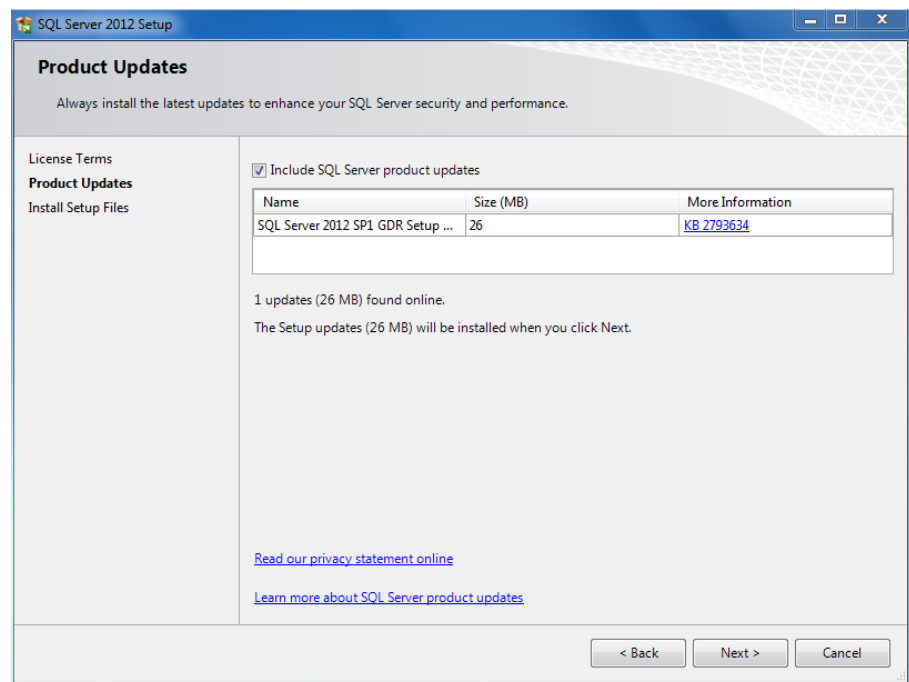 SQL Server 2012 Setup
Product Updates
Always install the latest updates to enhance your SQL Server security and performance.
License Terms
Product Updates
Install Setup Files
Include SQL Server product updates
Name Size (MB) More Information
SQL Server 2012 SP1 GDR Setup ... 26 KB 2793634
1 updates (26 MB) found online.
The Setup updates (26 MB) will be installed when you click Next.
Read our privacy statement online
Learn more about SQL Server product updates
< Back Next > Cancel